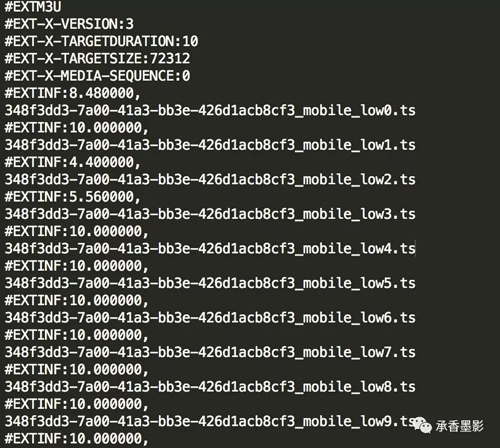 #EXTM3U
#EXT-X-VERSION:3
#EXT-X-TARGETDURATION:10
#EXT-X-TARGETSIZE:72312
#EXT-X-MEDIA-SEQUENCE:0
#EXTINF:8.480000,
348f3dd3-7a00-41a3-bb3e-426d1acb8cf3_mobile_low0.ts
#EXTINF:10.000000,
348f3dd3-7a00-41a3-bb3e-426d1acb8cf3_mobile_low1.ts
#EXTINF:4.400000,
348f3dd3-7a00-41a3-bb3e-426d1acb8cf3_mobile_low2.ts
#EXTINF:5.560000,
348f3dd3-7a00-41a3-bb3e-426d1acb8cf3_mobile_low3.ts
#EXTINF:10.000000,
348f3dd3-7a00-41a3-bb3e-426d1acb8cf3_mobile_low4.ts
#EXTINF:10.000000,
348f3dd3-7a00-41a3-bb3e-426d1acb8cf3_mobile_low5.ts
#EXTINF:10.000000,
348f3dd3-7a00-41a3-bb3e-426d1acb8cf3_mobile_low6.ts
#EXTINF:10.000000,
348f3dd3-7a00-41a3-bb3e-426d1acb8cf3_mobile_low7.ts
#EXTINF:10.000000,
348f3dd3-7a00-41a3-bb3e-426d1acb8cf3_mobile_low8.ts
#EXTINF:10.000000,
348f3dd3-7a00-41a3-bb3e-426d1acb8cf3_mobile_low9.ts
#EXTINF:10.000000,
承香墨影